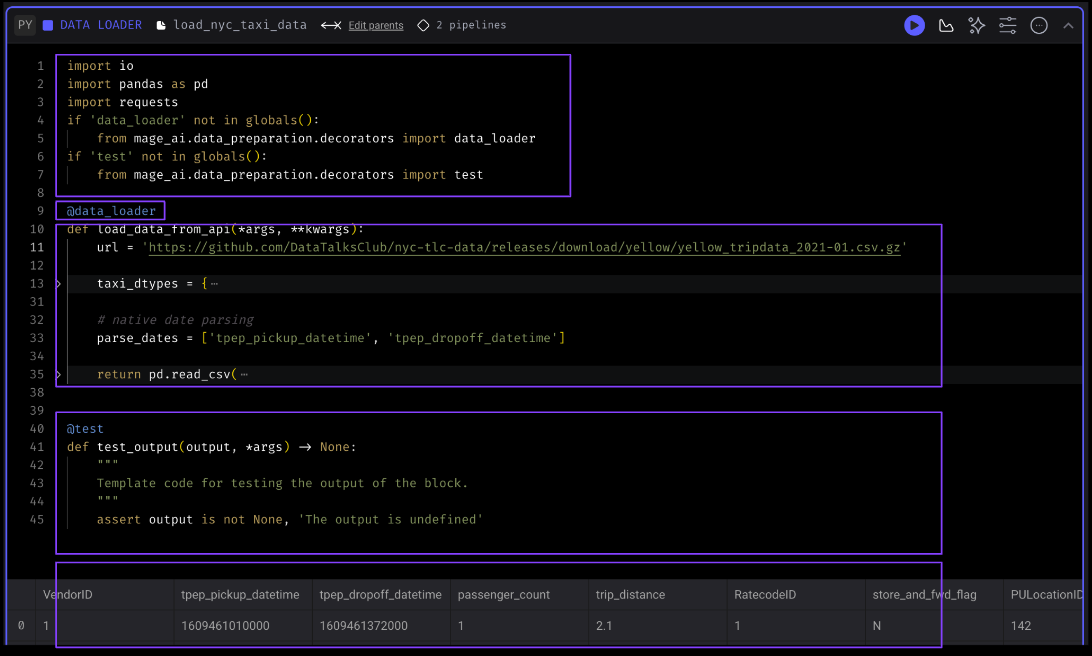 PY DATA LOADER load_nyc_taxi_data Edit parents 2 pipelines
1 import io
2 import pandas as pd
3 import requests
4 if 'data_loader' not in globals():
5 from mage_ai.data_preparation.decorators import data_loader
6 if 'test' not in globals():
7 from mage_ai.data_preparation.decorators import test
8
9 @data_loader
10 def load_data_from_api(*args, **kwargs):
11 url = 'https://github.com/DataTalksClub/nyc-tlc-data/releases/download/yellow/yellow_tripdata_2021-01.csv.gz'
12
13 taxi_dtypes = {⋯
31
32 # native date parsing
33 parse_dates = ['tpep_pickup_datetime', 'tpep_dropoff_datetime']
34
35 return pd.read_csv(⋯
38
39
40 @test
41 def test_output(output, *args) -> None:
42 """
43 Template code for testing the output of the block.
44 """
45 assert output is not None, 'The output is undefined'
VendorID tpep_pickup_datetime tpep_dropoff_datetime passenger_count trip_distance RatecodeID store_and_fwd_flag PULocationID
0 1 1609461010000 1609461372000 1 2.1 1 N 142